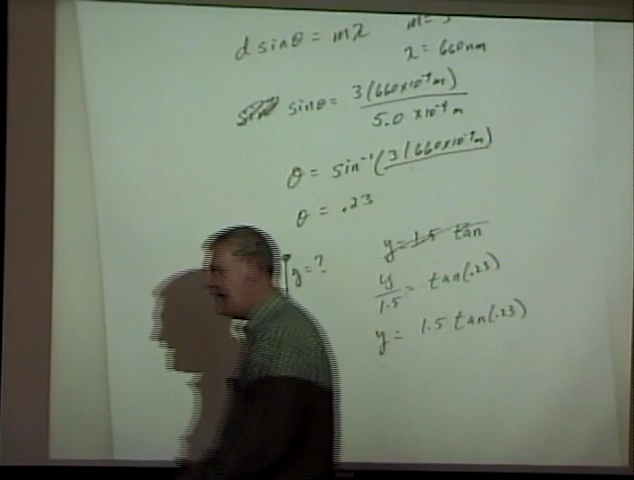 d sinθ = mλ
λ = 660nm
sinθ = 3(660x10⁻⁹m)
5.0 x10⁻⁴m
θ = sin⁻¹(3(660x10⁻⁹m)
θ = .23
y = 1.5 tan
y = ?
y/1.5 = tan(.23)
y = 1.5 tan(.23)